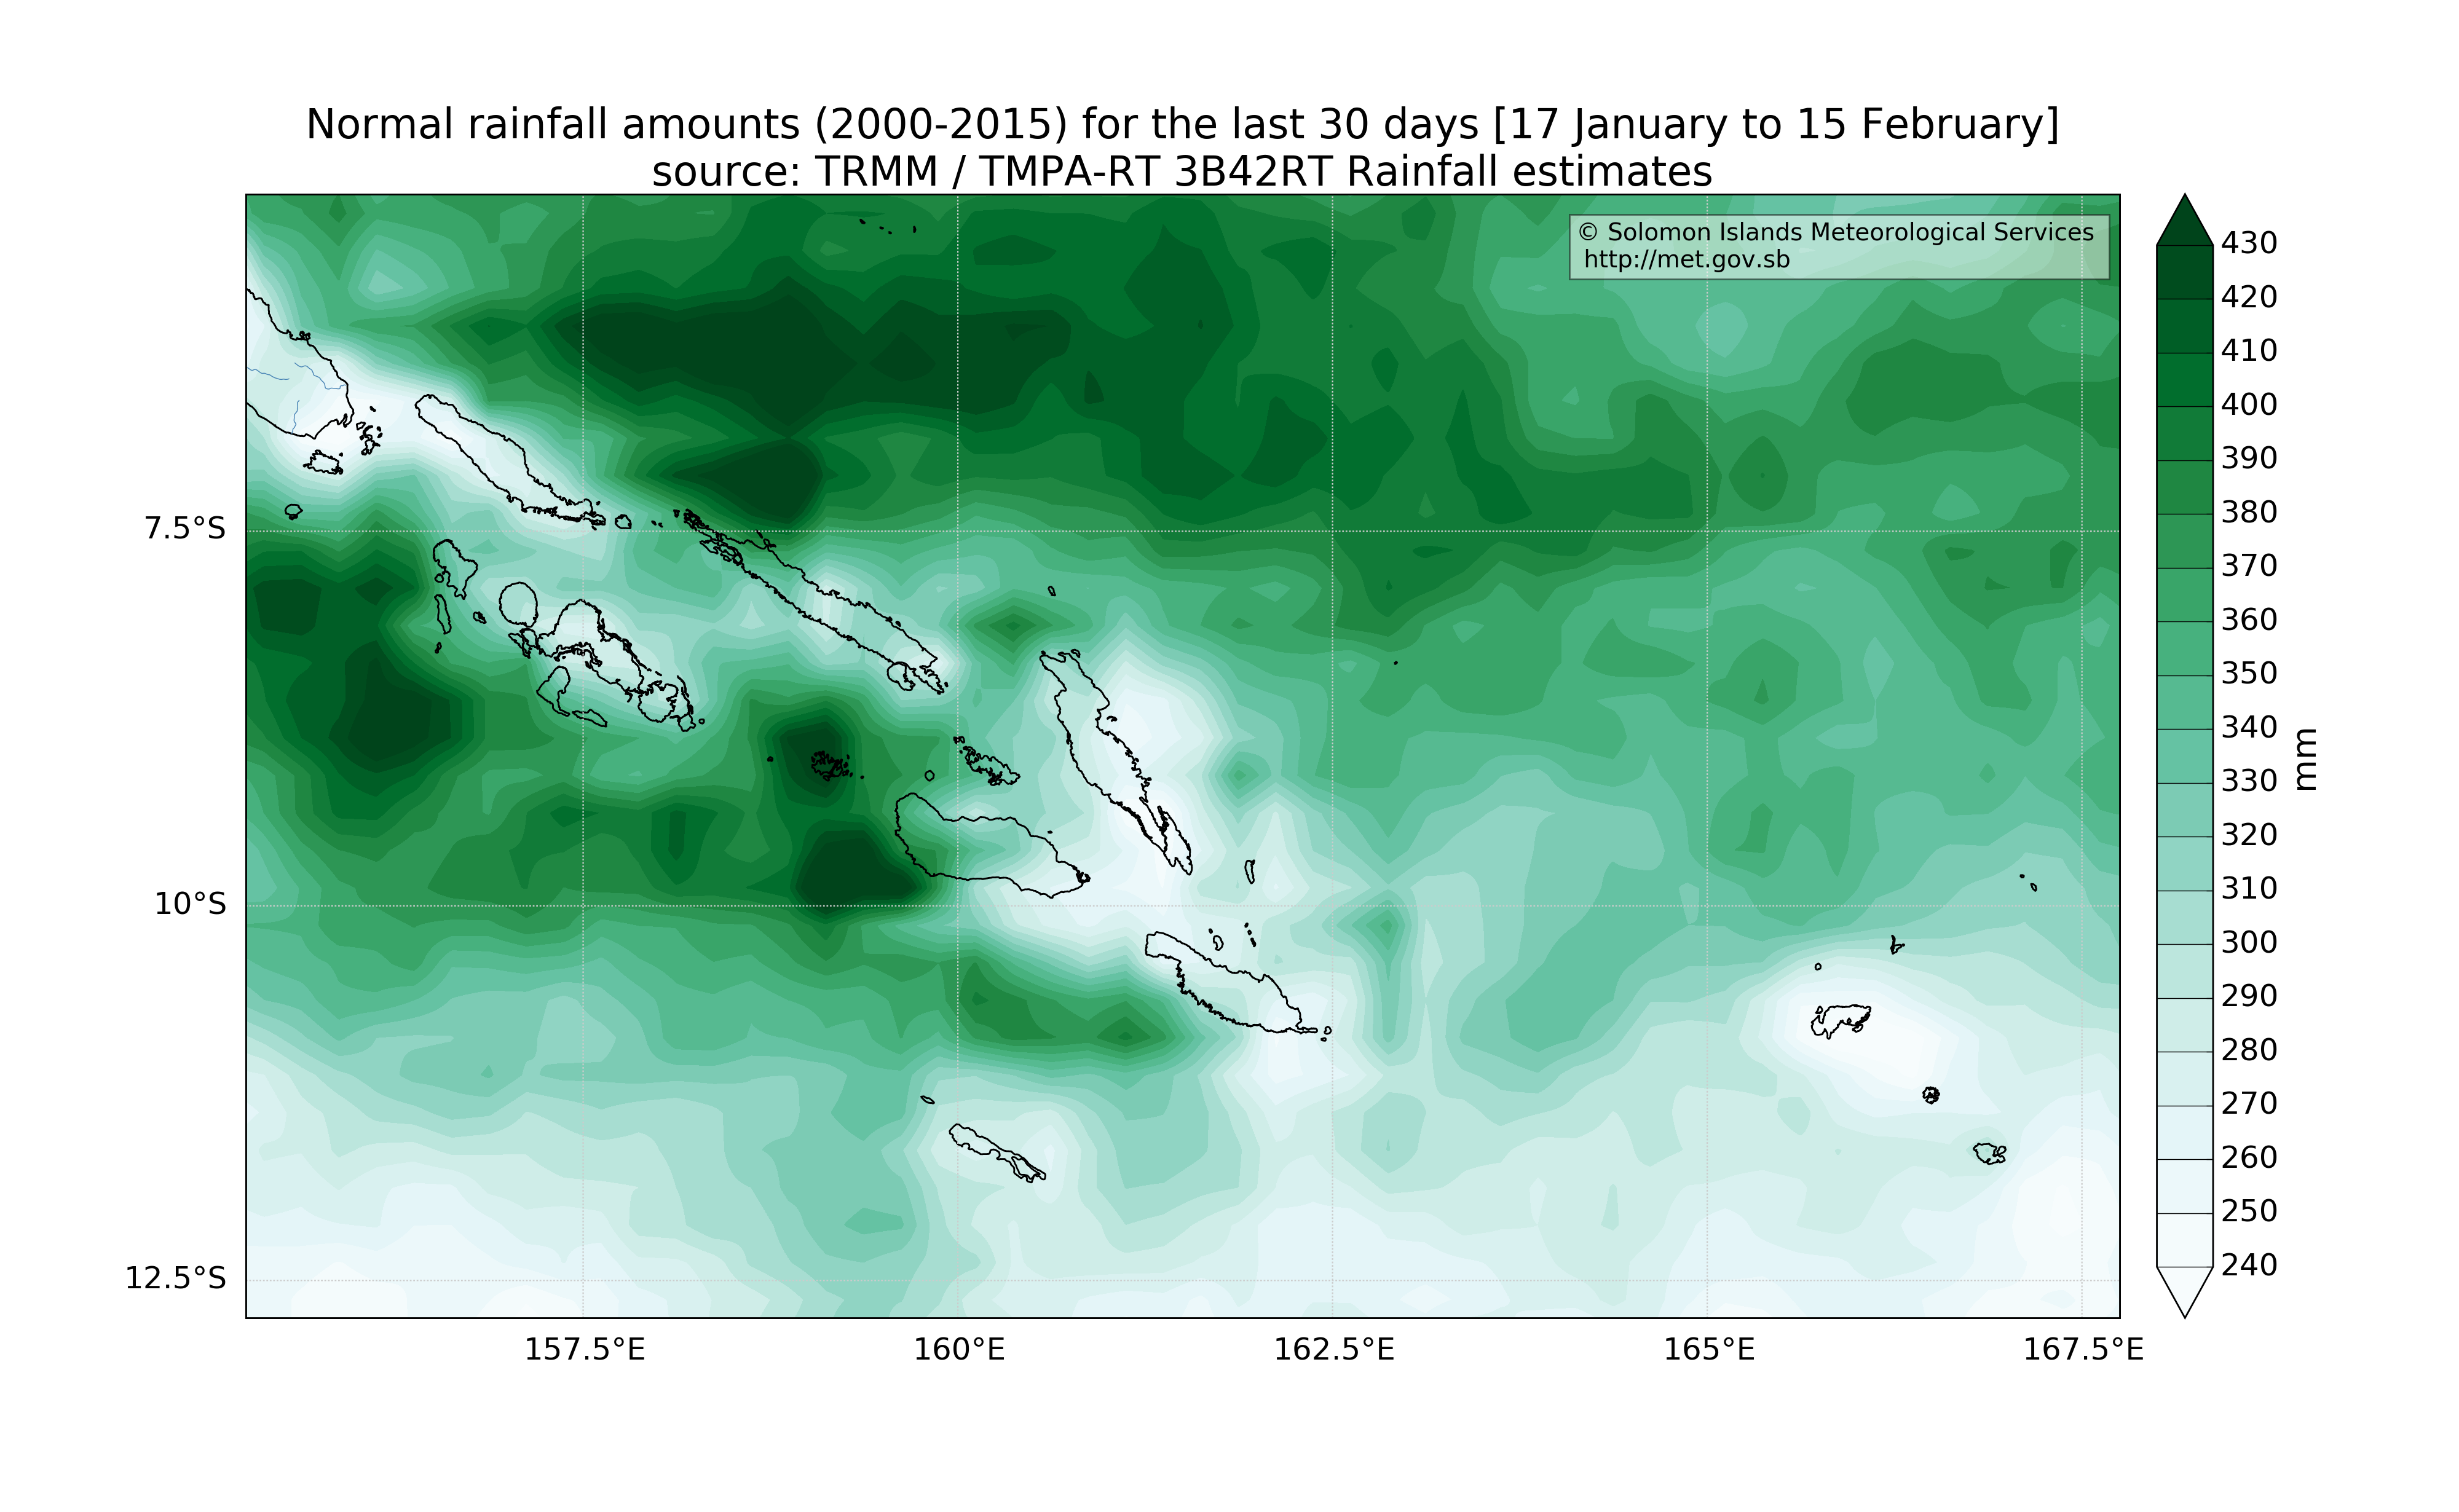 Normal rainfall amounts (2000-2015) for the last 30 days [17 January to 15 February]
source: TRMM / TMPA-RT 3B42RT Rainfall estimates
© Solomon Islands Meteorological Services
http://met.gov.sb
7.5°S
10°S
12.5°S
157.5°E
160°E
162.5°E
165°E
167.5°E
430
420
410
400
390
380
370
360
350
340
330
320
310
300
290
280
270
260
250
240
mm